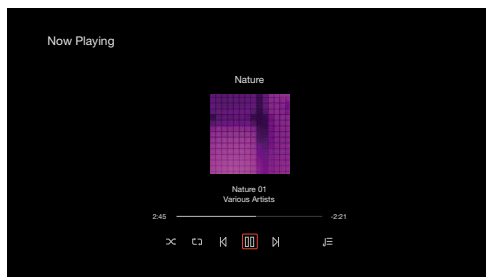 Now Playing
Nature
Nature 01
Various Artists
2:45 -2:21